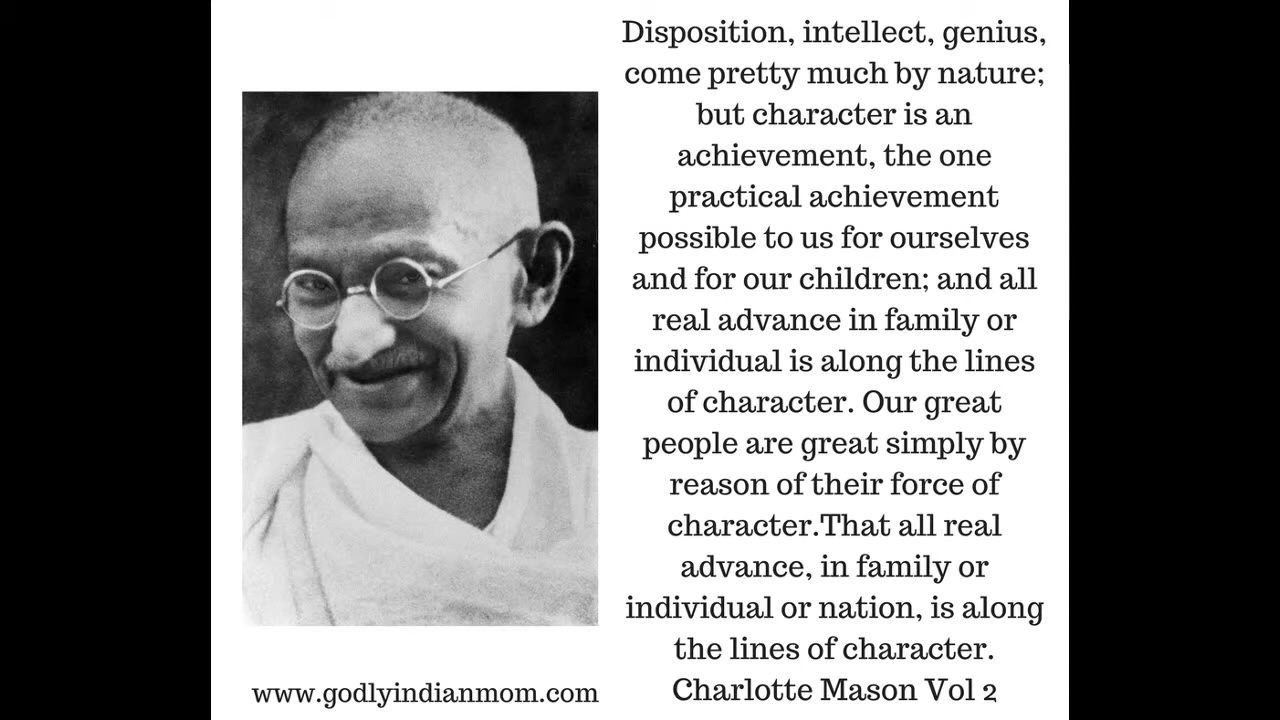 Disposition, intellect, genius,
come pretty much by nature;
but character is an
achievement, the one
practical achievement
possible to us for ourselves
and for our children; and all
real advance in family or
individual is along the lines
of character. Our great
people are great simply by
reason of their force of
character.That all real
advance, in family or
individual or nation, is along
the lines of character.
Charlotte Mason Vol 2
www.godlyindianmom.com